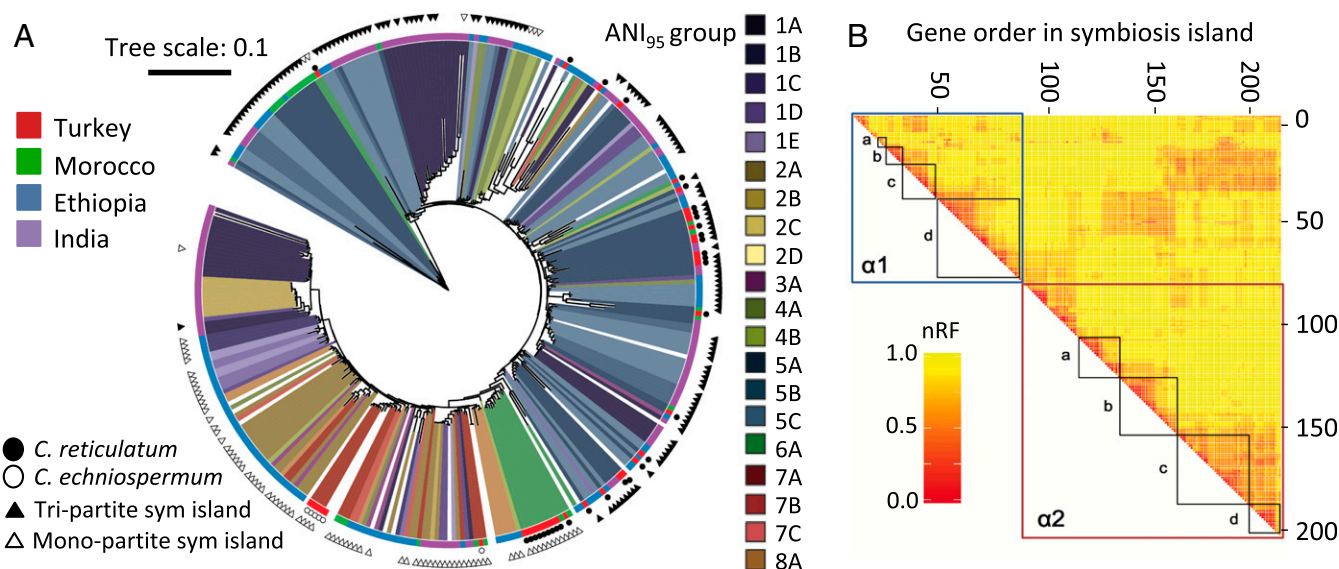 A
Tree scale: 0.1
Turkey
Morocco
Ethiopia
India
C. reticulatum
C. echniospermum
Tri-partite sym island
Mono-partite sym island
ANI95 group
1A
1B
1C
1D
1E
2A
2B
2C
2D
3A
4A
4B
5A
5B
5C
6A
7A
7B
7C
8A
B
Gene order in symbiosis island
50
100
150
200
0
50
100
150
200
a
b
c
d
α1
a
b
c
d
α2
nRF
1.0
0.5
0.0